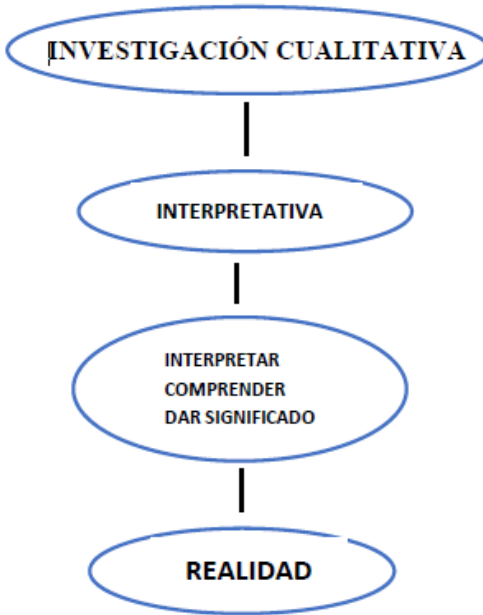 INVESTIGACIÓN CUALITATIVA
INTERPRETATIVA
INTERPRETAR
COMPRENDER
DAR SIGNIFICADO
REALIDAD